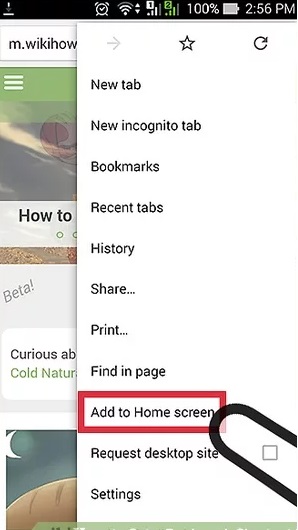 100% 2:56 PM
m.wikihow
New tab
New incognito tab
Bookmarks
Recent tabs
How to
History
Beta!
Share...
Print...
Curious ab
Find in page
Cold Natur
Add to Home screen
Request desktop site
Settings